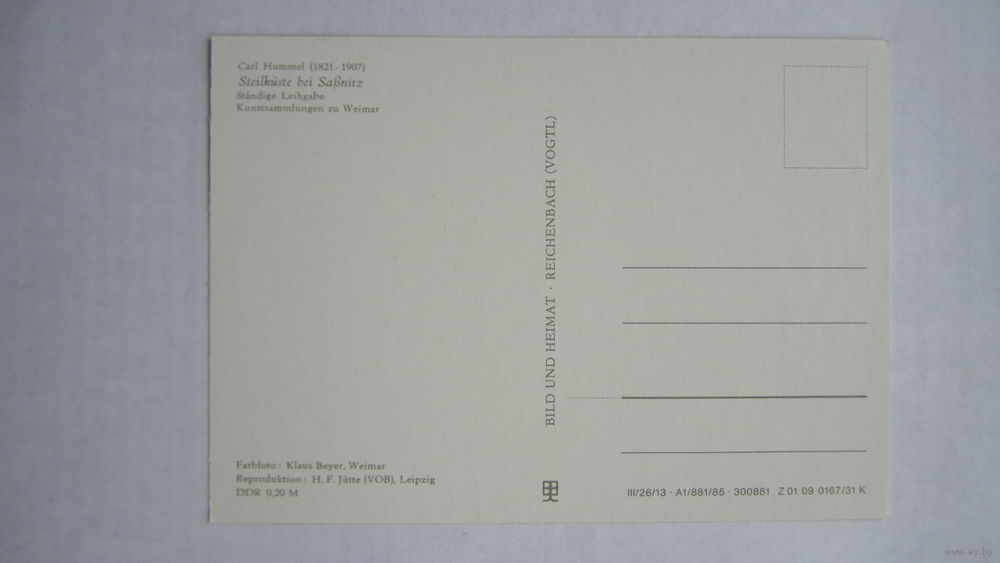 Carl Hummel (1821-1907)
Steilküste bei Saßnitz
Ständige Leihgabe
Kunstsammlungen zu Weimar
BILD UND HEIMAT · REICHENBACH (VOGTL)
Farbfoto: Klaus Beyer, Weimar
Reproduktion: H. F. Jütte (VOB), Leipzig
DDR 0,20 M
III/26/13 · A1/881/85 · 300881 Z 01 09 0167/31 K
www.ay.by